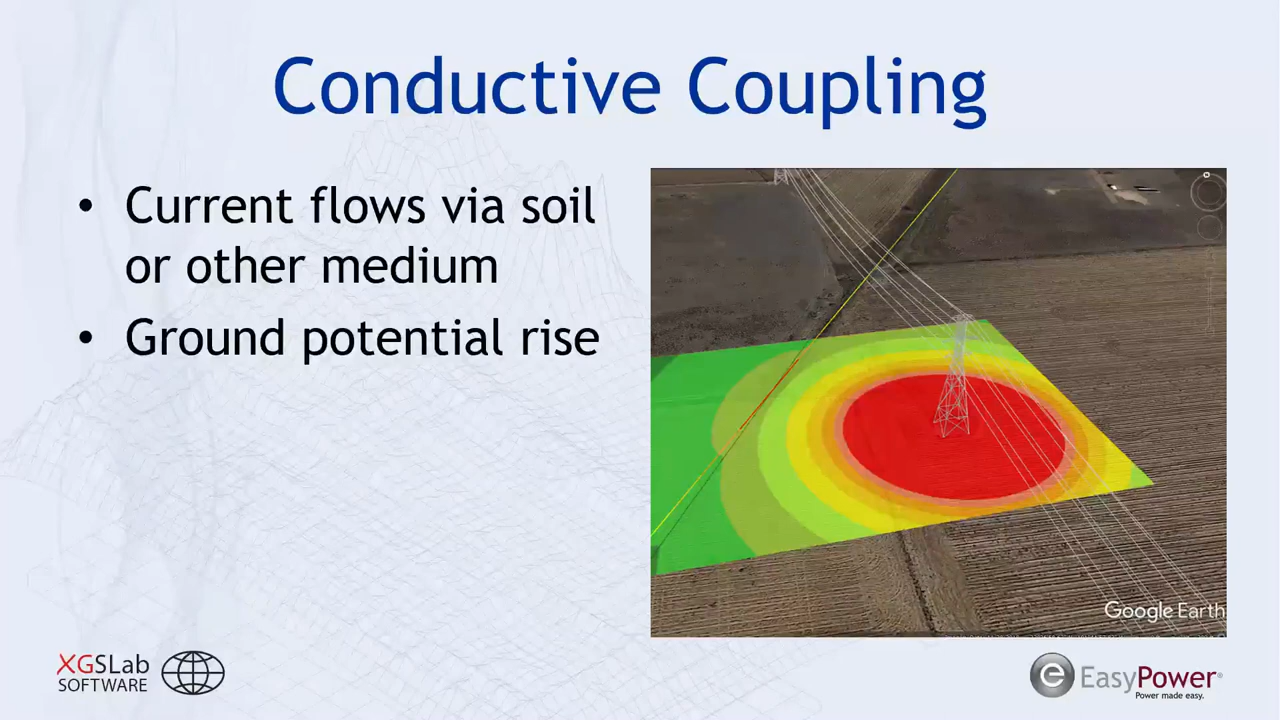 Conductive Coupling
• Current flows via soil
or other medium
• Ground potential rise
Google Earth
XGSLab
SOFTWARE
e EasyPower®
Power made easy.